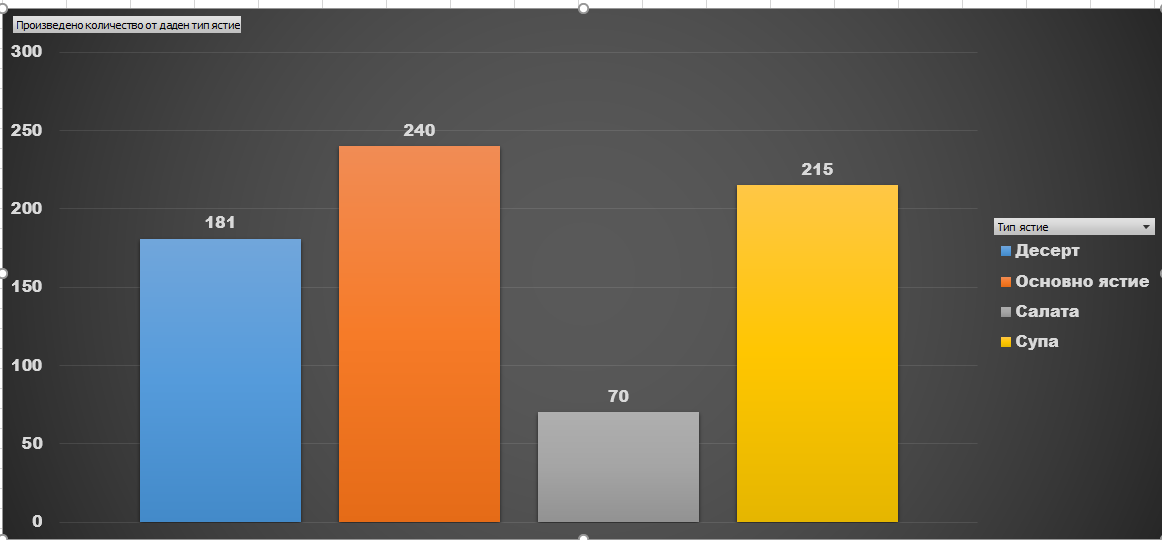 Произведено количество от даден тип ястие
300
250
200
150
100
50
0
181
240
70
215
Тип ястие
Десерт
Основно ястие
Салата
Супа